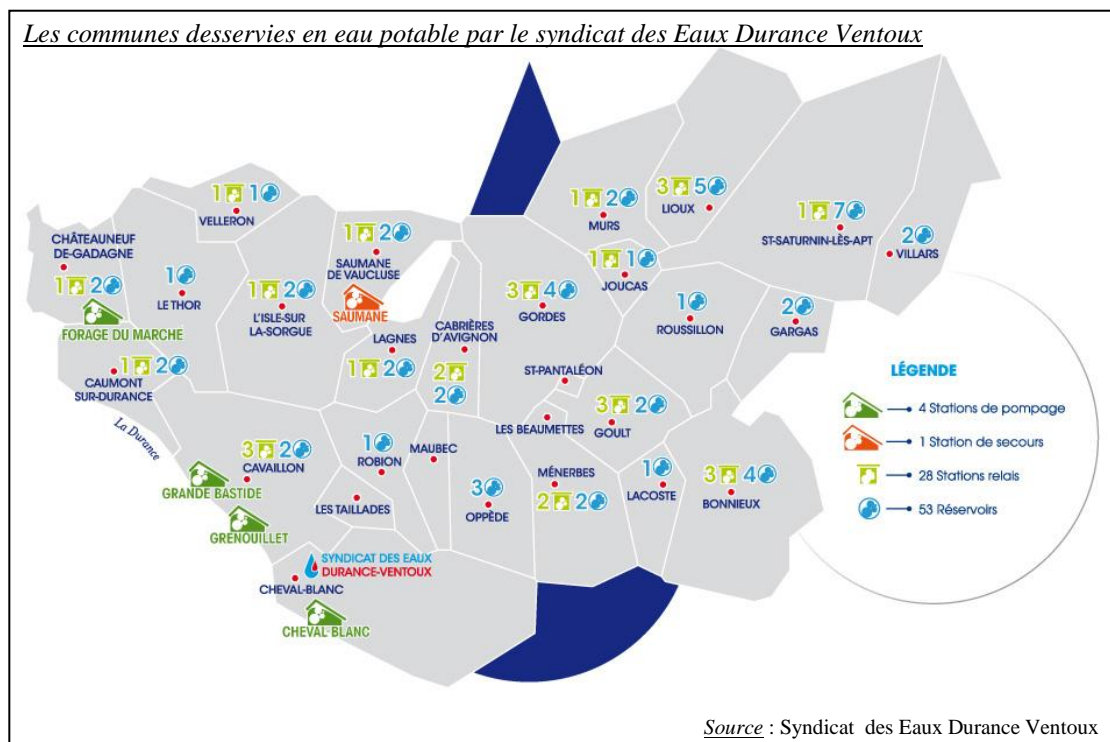 Les communes desservies en eau potable par le syndicat des Eaux Durance Ventoux
1 1
VELLERON
CHÂTEAUNEUF
DE-GADAGNE
1 2
FORAGE DU MARCHE
1
LE THOR
1 2
L'ISLE-SUR
LA-SORGUE
1 2
SAUMANE
DE VAUCLUSE
SAUMANE
LAGNES
1 2
CABRIÈRES
D'AVIGNON
2
2
3 4
GORDES
1 2
MURS
3 5
LIOUX
1 1
JOUCAS
1 7
ST-SATURNIN-LÈS-APT
2
VILLARS
1
ROUSSILLON
2
GARGAS
1 2
CAUMONT
SUR-DURANCE
La Durance
3 2
CAVAILLON
GRANDE BASTIDE
GRENOUILLET
1
ROBION
LES TAILLADES
MAUBEC
3
OPPÈDE
ST-PANTALÉON
LES BEAUMETTES
3 2
GOULT
MÉNERBES
2 2
1
LACOSTE
3 4
BONNIEUX
SYNDICAT DES EAUX
DURANCE-VENTOUX
CHEVAL-BLANC
CHEVAL-BLANC
LÉGENDE
4 Stations de pompage
1 Station de secours
28 Stations relais
53 Réservoirs
Source : Syndicat des Eaux Durance Ventoux